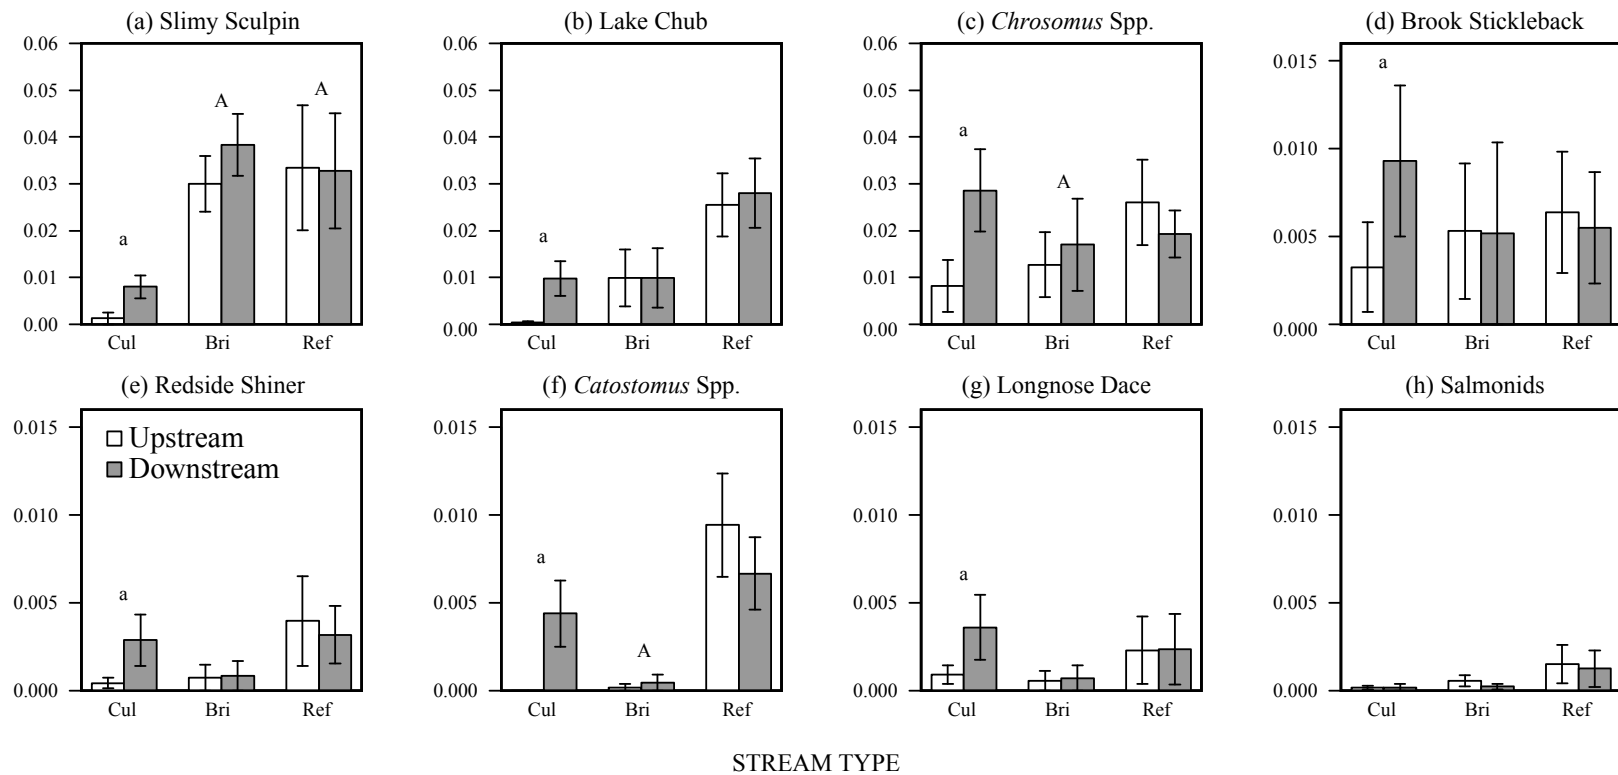 (a) Slimy Sculpin
0.06
0.05
0.04
0.03
0.02
0.01
0.00
a
A
A
Cul Bri Ref
(b) Lake Chub
0.06
0.05
0.04
0.03
0.02
0.01
0.00
a
Cul Bri Ref
(c) Chrosomus Spp.
0.06
0.05
0.04
0.03
0.02
0.01
0.00
a
A
Cul Bri Ref
(d) Brook Stickleback
0.015
0.010
0.005
0.000
a
Cul Bri Ref
(e) Redside Shiner
0.015
0.010
0.005
0.000
Upstream
Downstream
a
Cul Bri Ref
(f) Catostomus Spp.
0.015
0.010
0.005
0.000
a
A
Cul Bri Ref
(g) Longnose Dace
0.015
0.010
0.005
0.000
a
Cul Bri Ref
(h) Salmonids
0.015
0.010
0.005
0.000
Cul Bri Ref
STREAM TYPE